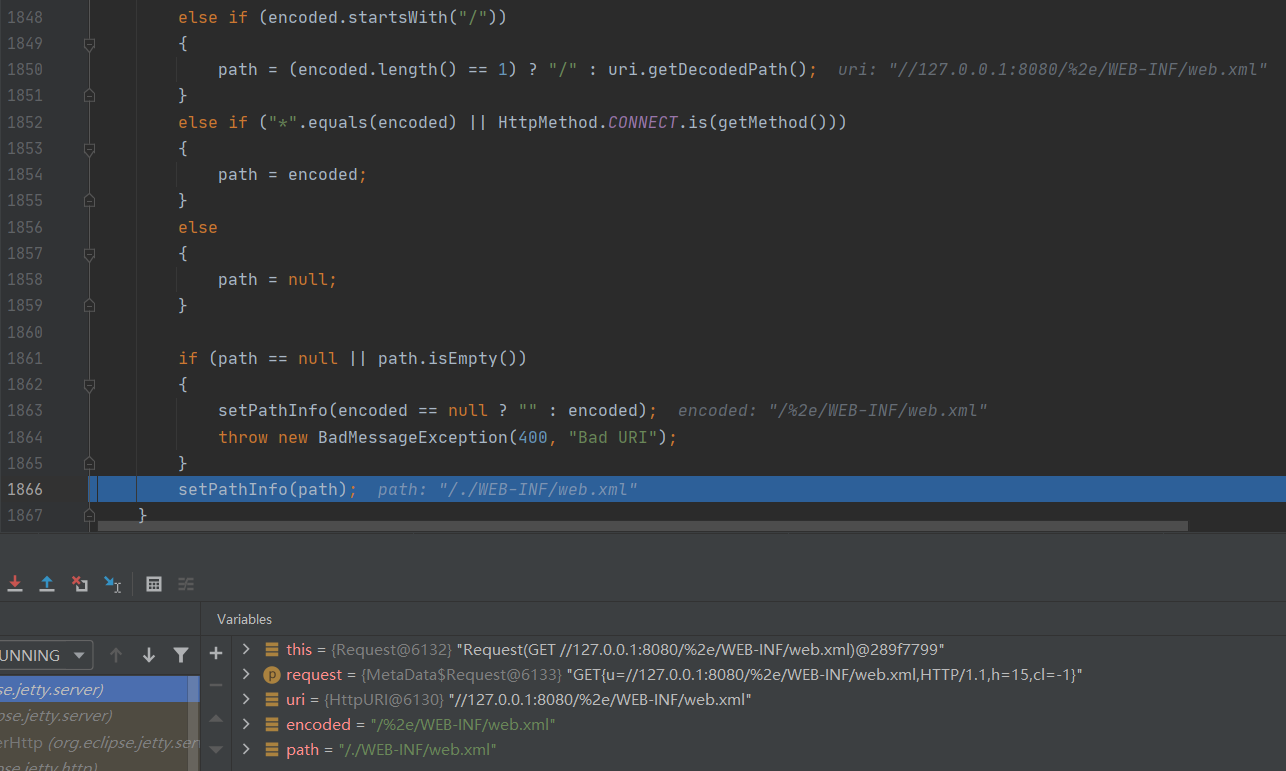 1848 else if (encoded.startsWith("/"))
1849 {
1850 path = (encoded.length() == 1) ? "/" : uri.getDecodedPath(); uri: "//127.0.0.1:8080/%2e/WEB-INF/web.xml"
1851 }
1852 else if ("*".equals(encoded) || HttpMethod.CONNECT.is(getMethod()))
1853 {
1854 path = encoded;
1855 }
1856 else
1857 {
1858 path = null;
1859 }
1860
1861 if (path == null || path.isEmpty())
1862 {
1863 setPathInfo(encoded == null ? "" : encoded); encoded: "/%2e/WEB-INF/web.xml"
1864 throw new BadMessageException(400, "Bad URI");
1865 }
1866 setPathInfo(path); path: "/./WEB-INF/web.xml"
1867 }
Variables
UNNING
this = {Request@6132} "Request(GET //127.0.0.1:8080/%2e/WEB-INF/web.xml)@289f7799"
p request = {MetaData$Request@6133} "GET{u=//127.0.0.1:8080/%2e/WEB-INF/web.xml,HTTP/1.1,h=15,cl=-1}"
se.jetty.server)
uri = {HttpURI@6130} "//127.0.0.1:8080/%2e/WEB-INF/web.xml"
pse.jetty.server)
encoded = "/%2e/WEB-INF/web.xml"
erHttp (org.eclipse.jetty.ser
path = "/./WEB-INF/web.xml"
pse.jetty.http)